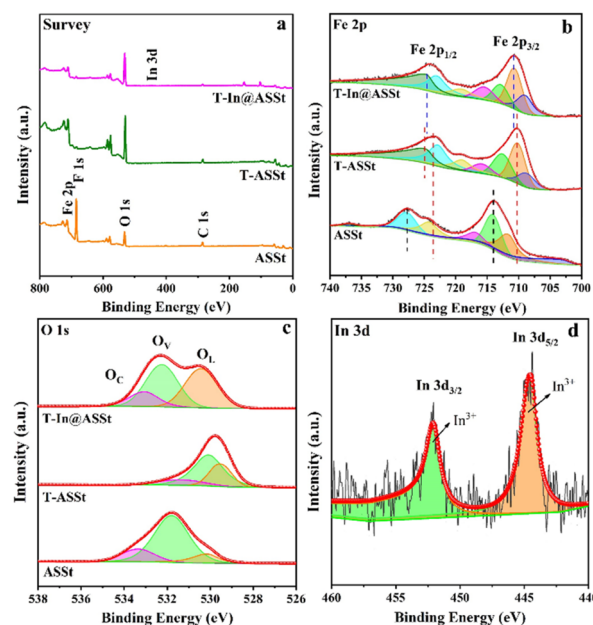 Survey
a
In 3d
T-In@ASSt
T-ASSt
Fe 2p
F 1s
O 1s
C 1s
ASSt
Intensity (a.u.)
800 600 400 200 0
Binding Energy (eV)
Fe 2p
b
Fe 2p1/2
Fe 2p3/2
T-In@ASSt
T-ASSt
ASSt
Intensity (a.u.)
740 735 730 725 720 715 710 705 700
Binding Energy (eV)
O 1s
c
OC
OV
OL
T-In@ASSt
T-ASSt
ASSt
Intensity (a.u.)
538 536 534 532 530 528 526
Binding Energy (eV)
In 3d
d
In 3d5/2
In 3d3/2
In3+
In3+
Intensity (a.u.)
460 455 450 445 440
Binding Energy (eV)